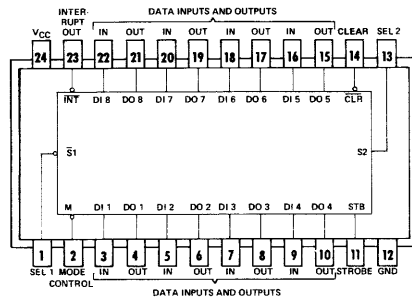 DATA INPUTS AND OUTPUTS
INTER-
RUPT
VCC OUT IN OUT IN OUT IN OUT IN OUT CLEAR SEL 2
24 23 22 21 20 19 18 17 16 15 14 13
INT DI 8 DO 8 DI 7 DO 7 DI 6 DO 6 DI 5 DO 5 CLR
S1 S2
M DI 1 DO 1 DI 2 DO 2 DI 3 DO 3 DI 4 DO 4 STB
1 2 3 4 5 6 7 8 9 10 11 12
SEL 1 MODE IN OUT IN OUT IN OUT IN OUT STROBE GND
CONTROL
DATA INPUTS AND OUTPUTS